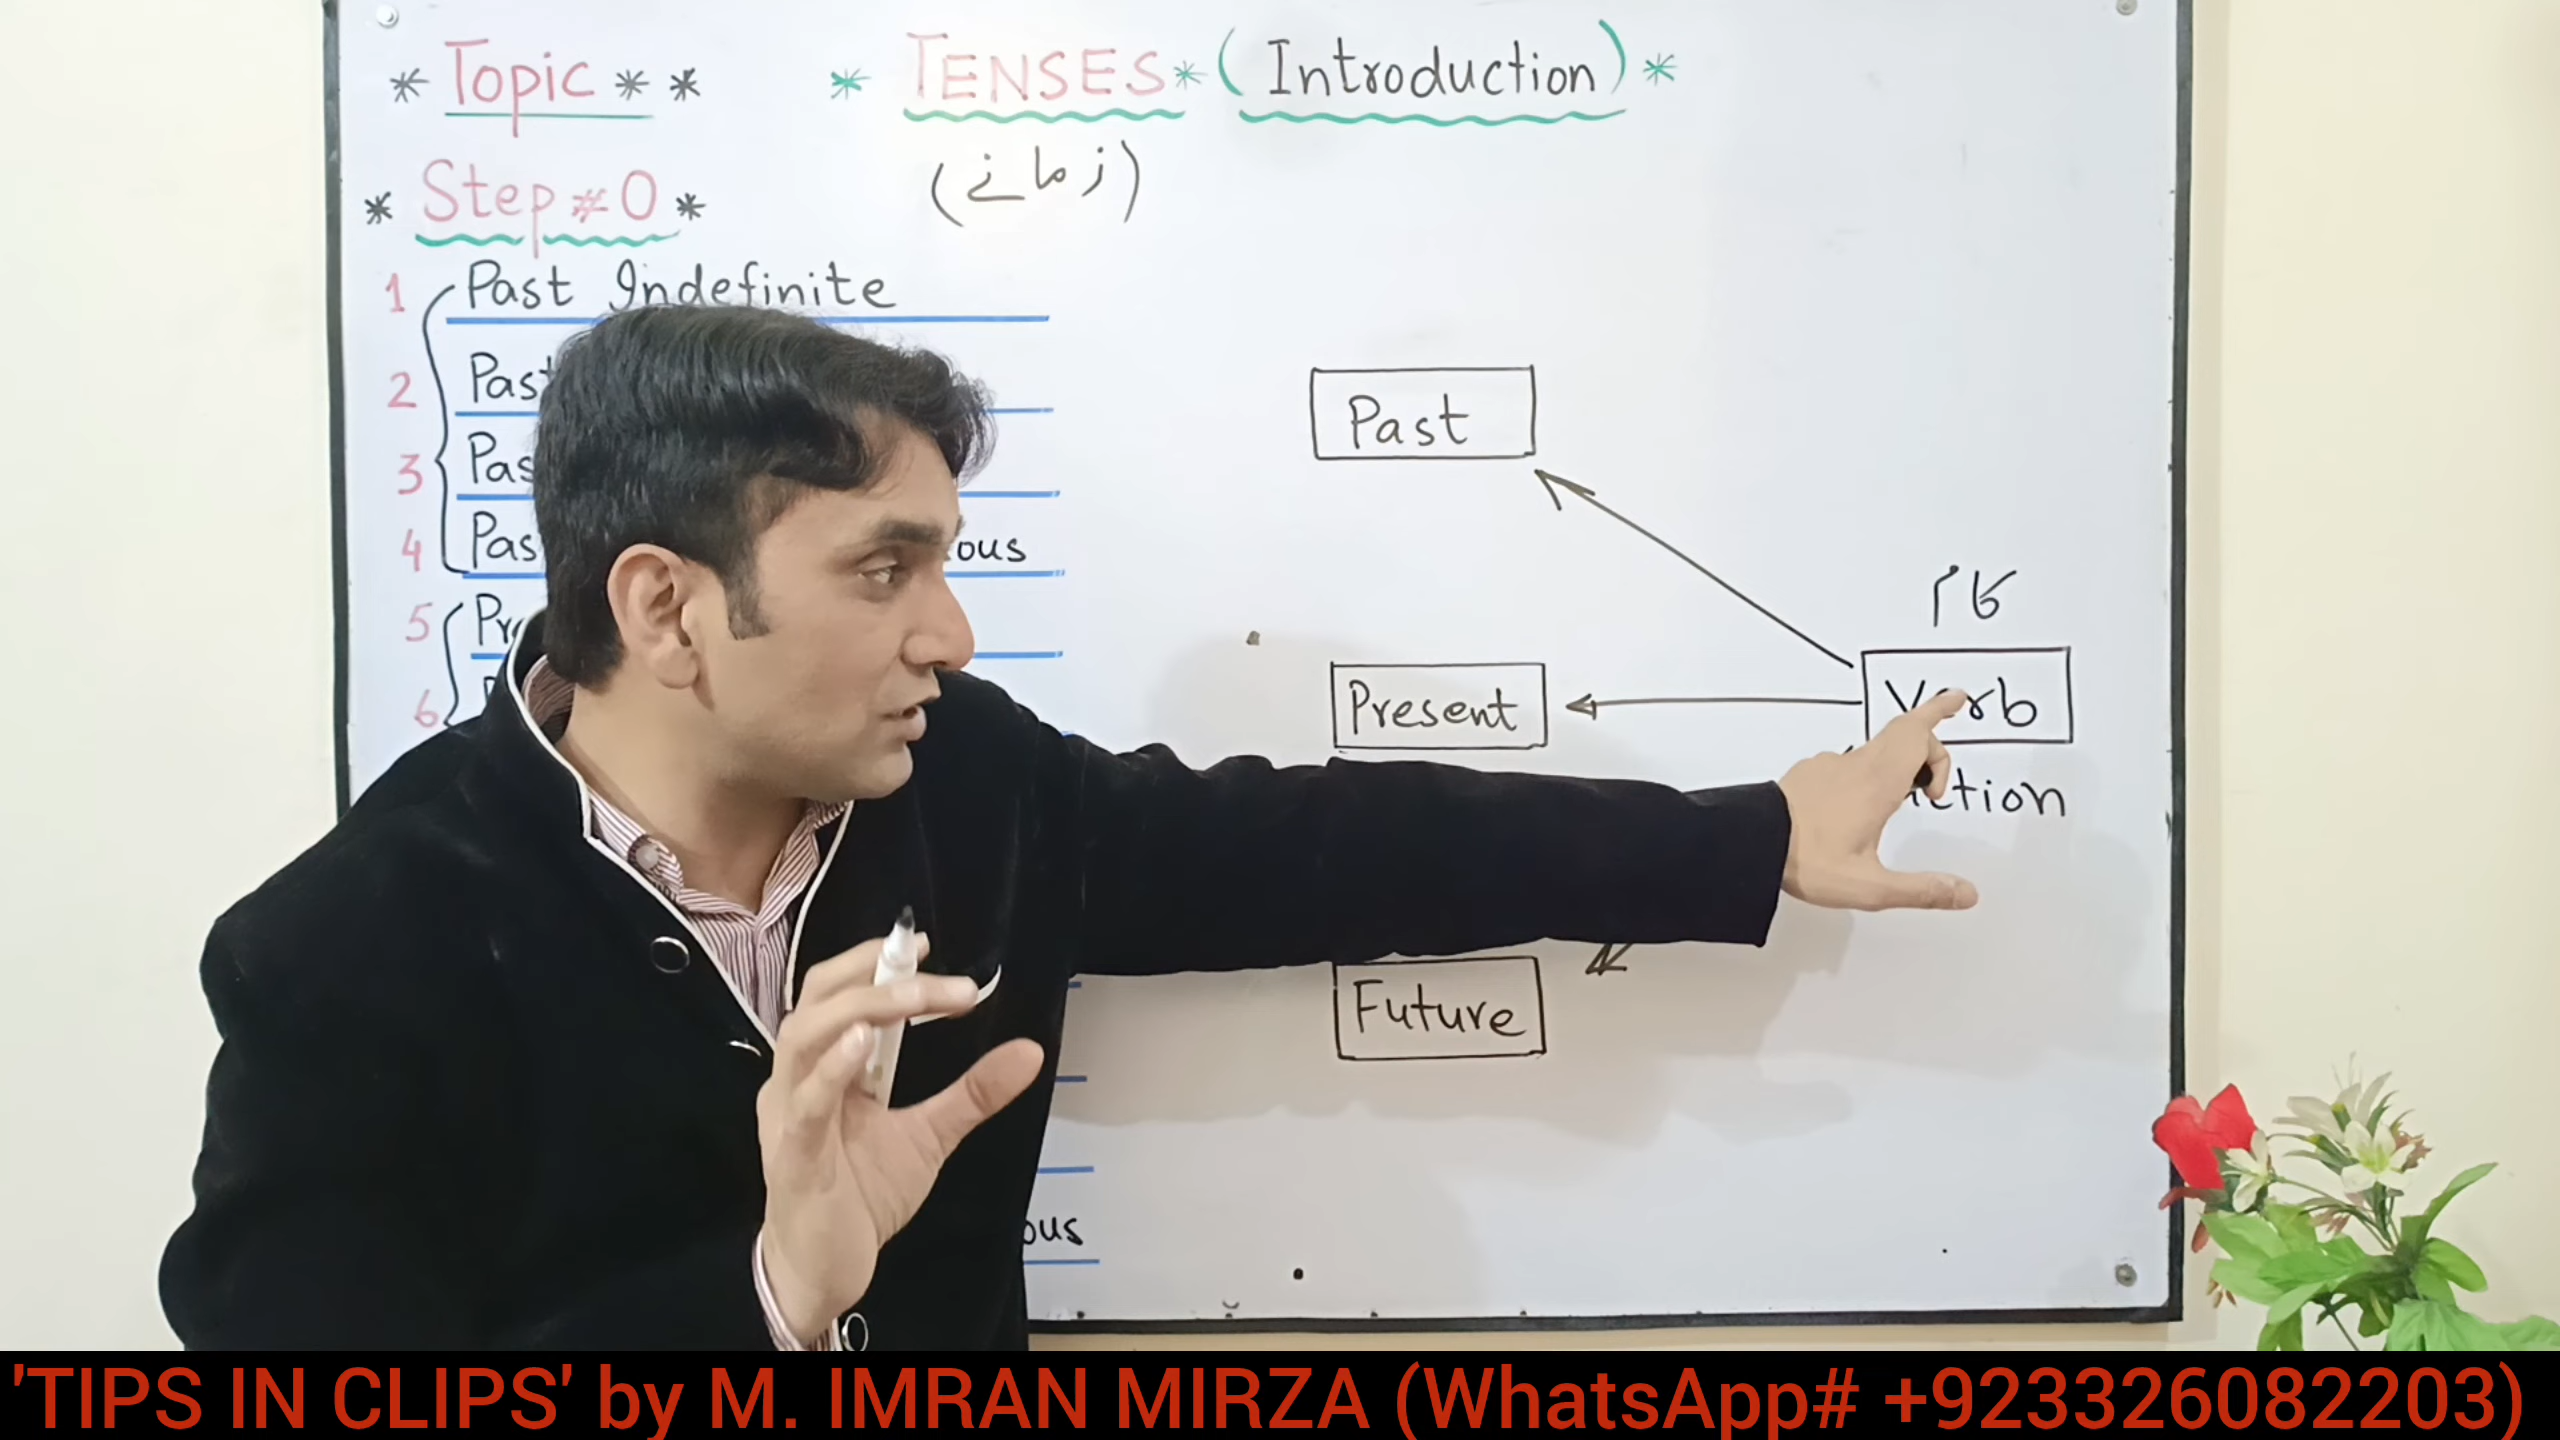 * Topic * *
* TENSES * (Introduction) *
(زمانے)
* Step # 0 *
1 Past Indefinite
2 Past
3 Pas
4 Pas ous
5 Pr
6
Past
کام
Present
Verb
ction
Future
ous
'TIPS IN CLIPS' by M. IMRAN MIRZA (WhatsApp# +923326082203)